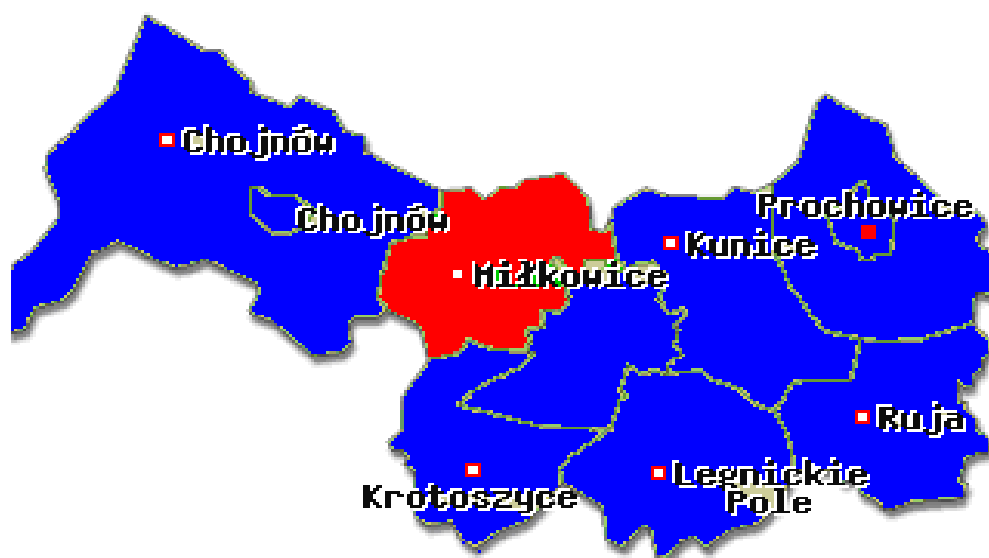 Chojnów
Chojnów
Prochowice
Kunice
Miłkowice
Ruja
Legnickie
Pole
Krotoszyce